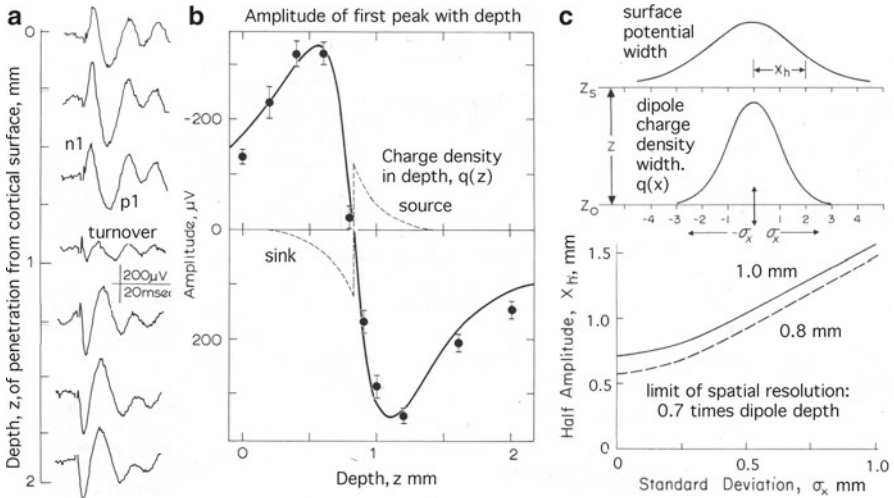 a
Depth, z, of penetration from cortical surface, mm
0
1
2
n1
p1
turnover
200µV
20msec
b
Amplitude of first peak with depth
Amplitude, µV
-200
0
200
Charge density
in depth, q(z)
source
sink
0
1
2
Depth, z mm
c
surface
potential
width
Xh
Zs
Z
Zo
dipole
charge
density
width.
q(x)
-4 -3 -2 -1 0 1 2 3 4
-σx σx
Half Amplitude, Xh, mm
1.5
1.0
0.5
0
1.0 mm
0.8 mm
limit of spatial resolution:
0.7 times dipole depth
0 0.5 1.0
Standard Deviation, σx mm